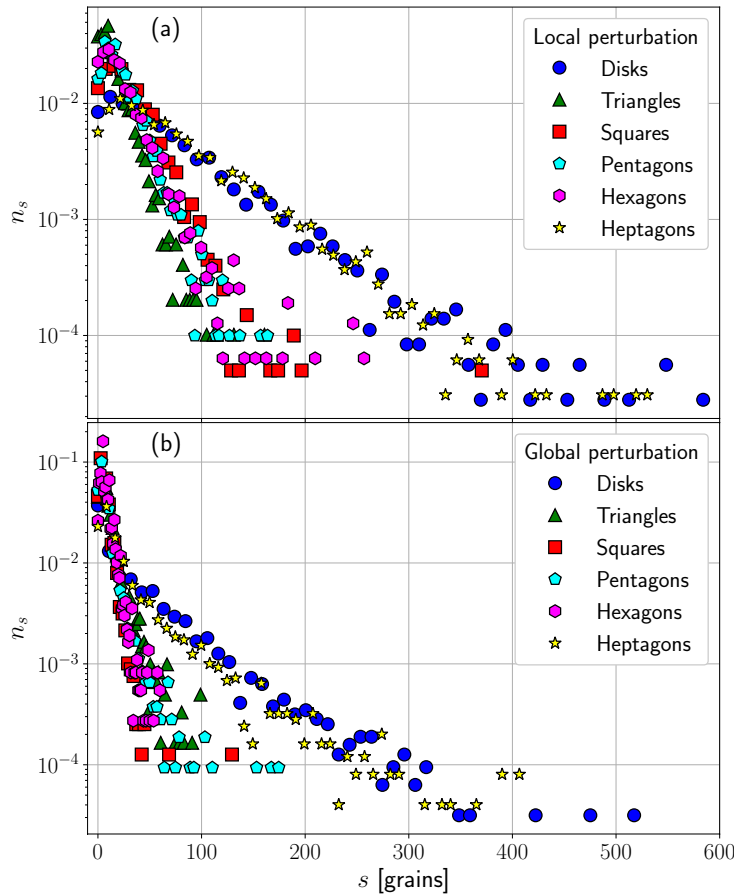 (a)
Local perturbation
Disks
Triangles
Squares
Pentagons
Hexagons
Heptagons
10⁻²
10⁻³
10⁻⁴
n_s
(b)
Global perturbation
Disks
Triangles
Squares
Pentagons
Hexagons
Heptagons
10⁻¹
10⁻²
10⁻³
10⁻⁴
n_s
0 100 200 300 400 500 600
s [grains]